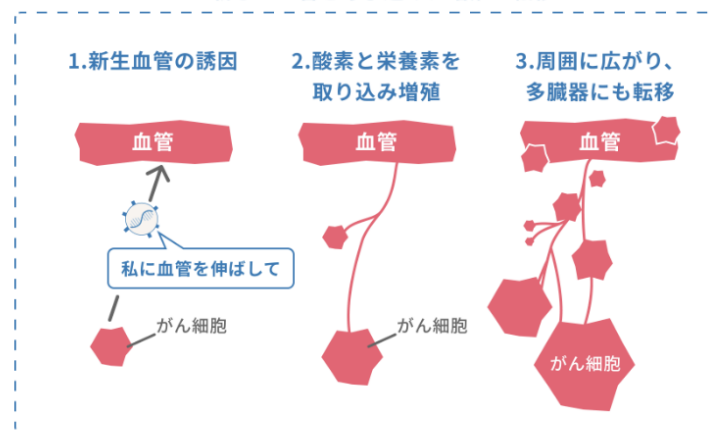 1.新生血管の誘因
2.酸素と栄養素を
取り込み増殖
3.周囲に広がり、
多臓器にも転移
血管
血管
血管
私に血管を伸ばして
がん細胞
がん細胞
がん細胞